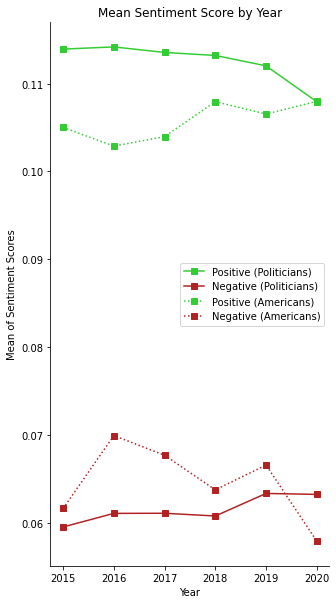 Mean Sentiment Score by Year
0.11
0.10
0.09
0.08
0.07
0.06
Mean of Sentiment Scores
Positive (Politicians)
Negative (Politicians)
Positive (Americans)
Negative (Americans)
2015 2016 2017 2018 2019 2020
Year